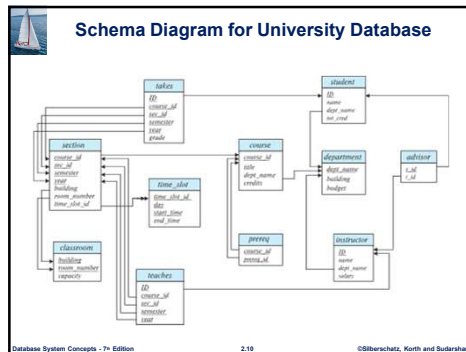 Schema Diagram for University Database
takes
ID
course_id
sec_id
semester
year
grade
student
ID
name
dept_name
tot_cred
section
course_id
sec_id
semester
year
building
room_number
time_slot_id
course
course_id
title
dept_name
credits
department
dept_name
building
budget
advisor
s_id
i_id
time_slot
time_slot_id
day
start_time
end_time
prereq
course_id
prereq_id
instructor
ID
name
dept_name
salary
classroom
building
room_number
capacity
teaches
ID
course_id
sec_id
semester
year
Database System Concepts - 7th Edition
2.10
©Silberschatz, Korth and Sudarshan